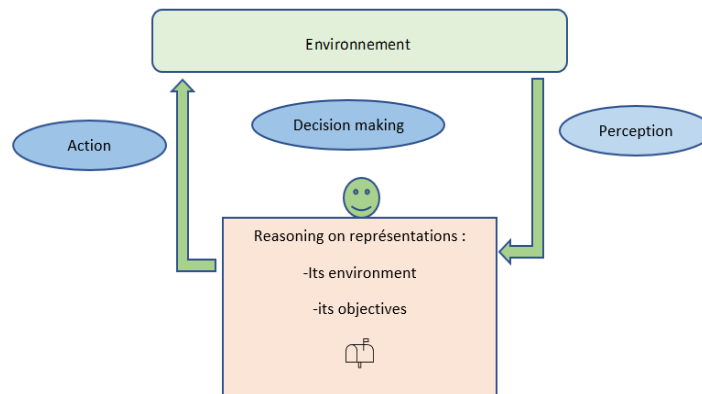 Environnement
Decision making
Action
Perception
Reasoning on représentations :
-Its environment
-its objectives